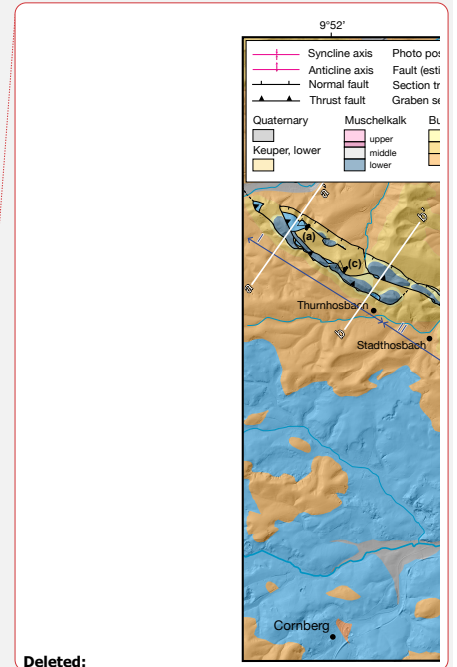 9°52'
Syncline axis Photo pos
Anticline axis Fault (esti
Normal fault Section tr
Thrust fault Graben se
Quaternary Muschelkalk Bu
upper
Keuper, lower middle
lower
a'
b'
(a)
I
(c)
a
Thurnhosbach
b
II
Stadthosbach
Cornberg
Deleted: